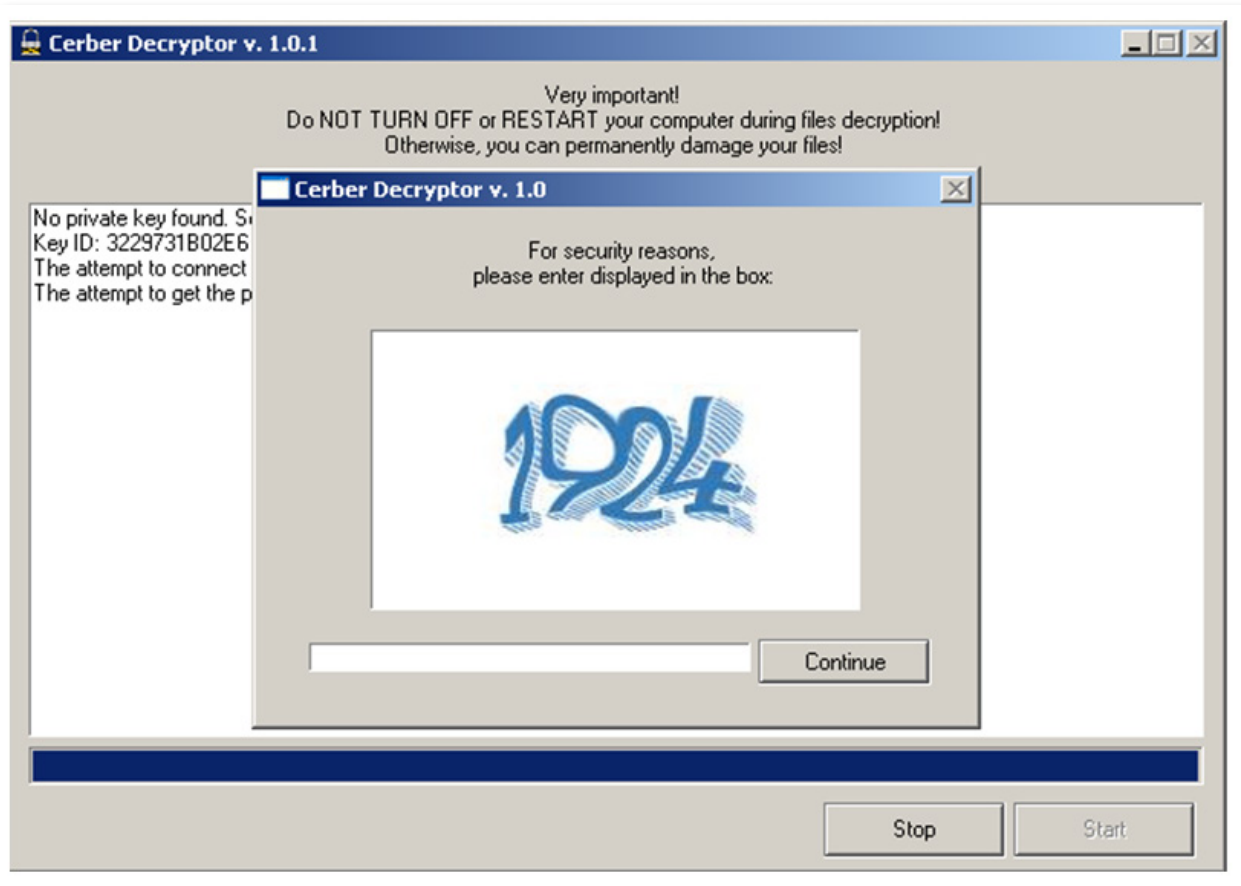 Cerber Decryptor v. 1.0.1
Very important!
Do NOT TURN OFF or RESTART your computer during files decryption!
Otherwise, you can permanently damage your files!
No private key found.
Key ID: 3229731B02E6
The attempt to connect
The attempt to get the
Cerber Decryptor v. 1.0
For security reasons,
please enter displayed in the box:
1924
Continue
Stop
Start